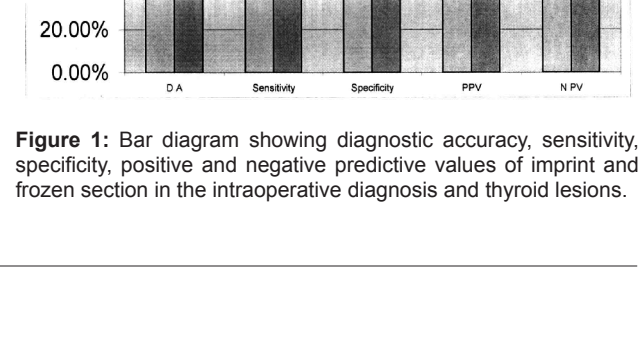 20.00%
0.00%
D A Sensitivity Specificity PPV N PV
Figure 1: Bar diagram showing diagnostic accuracy, sensitivity,
specificity, positive and negative predictive values of imprint and
frozen section in the intraoperative diagnosis and thyroid lesions.